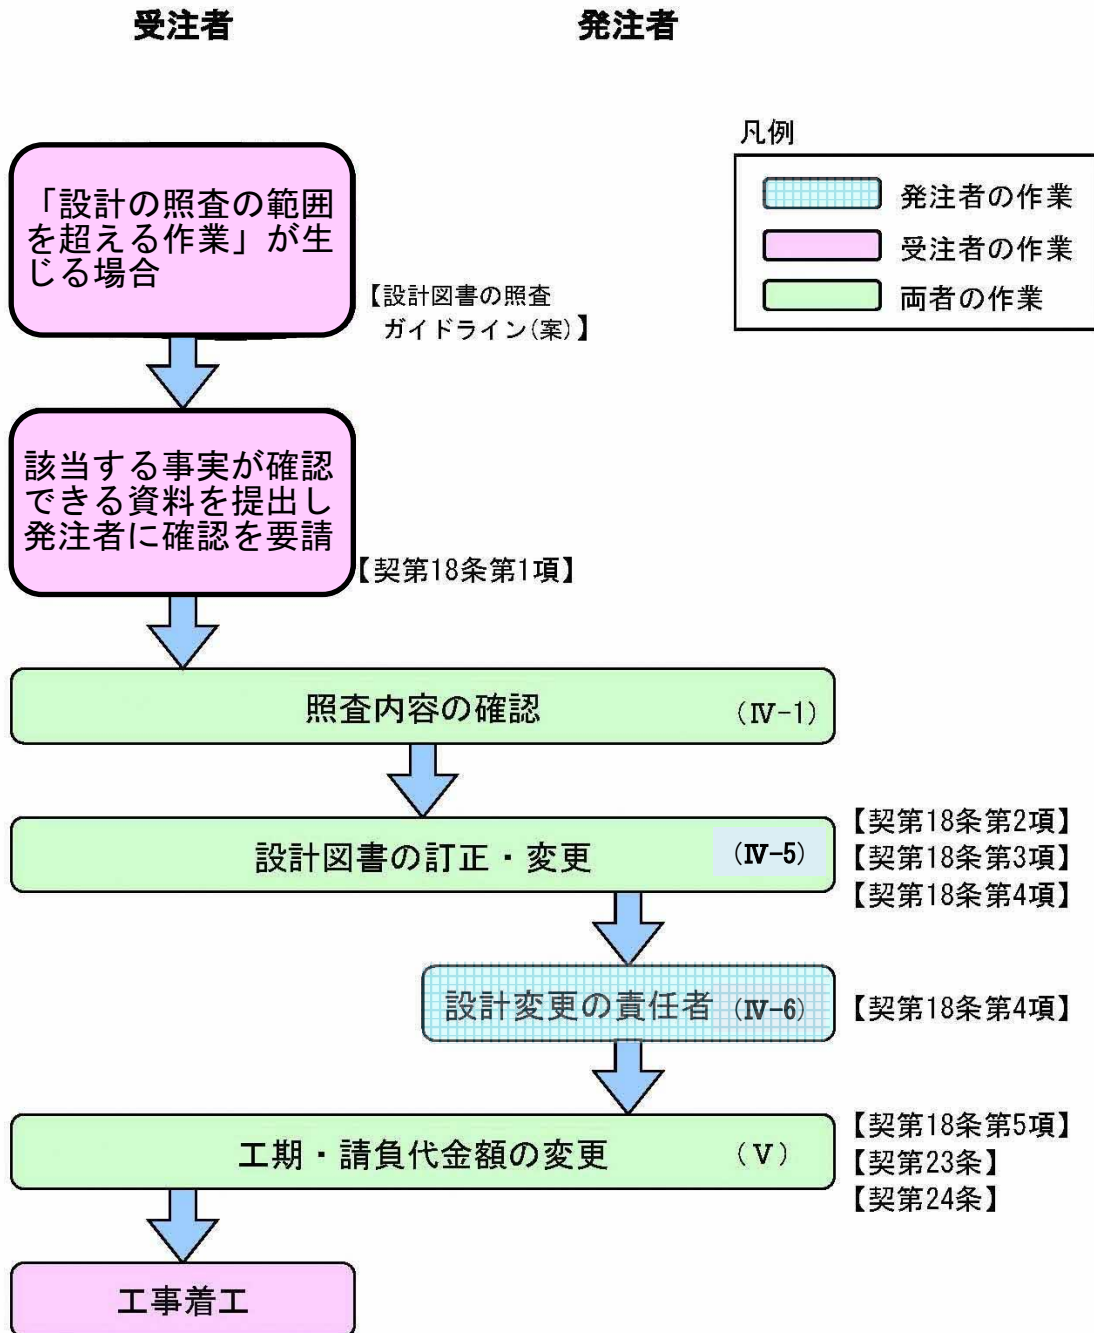 受注者
発注者
凡例
発注者の作業
受注者の作業
両者の作業
「設計の照査の範囲
を超える作業」が生
じる場合
【設計図書の照査
ガイドライン(案)】
該当する事実が確認
できる資料を提出し
発注者に確認を要請
【契第18条第1項】
照査内容の確認 (Ⅳ-1)
設計図書の訂正・変更 (Ⅳ-5)
【契第18条第2項】
【契第18条第3項】
【契第18条第4項】
設計変更の責任者 (Ⅳ-6)
【契第18条第4項】
工期・請負代金額の変更 (Ⅴ)
【契第18条第5項】
【契第23条】
【契第24条】
工事着工